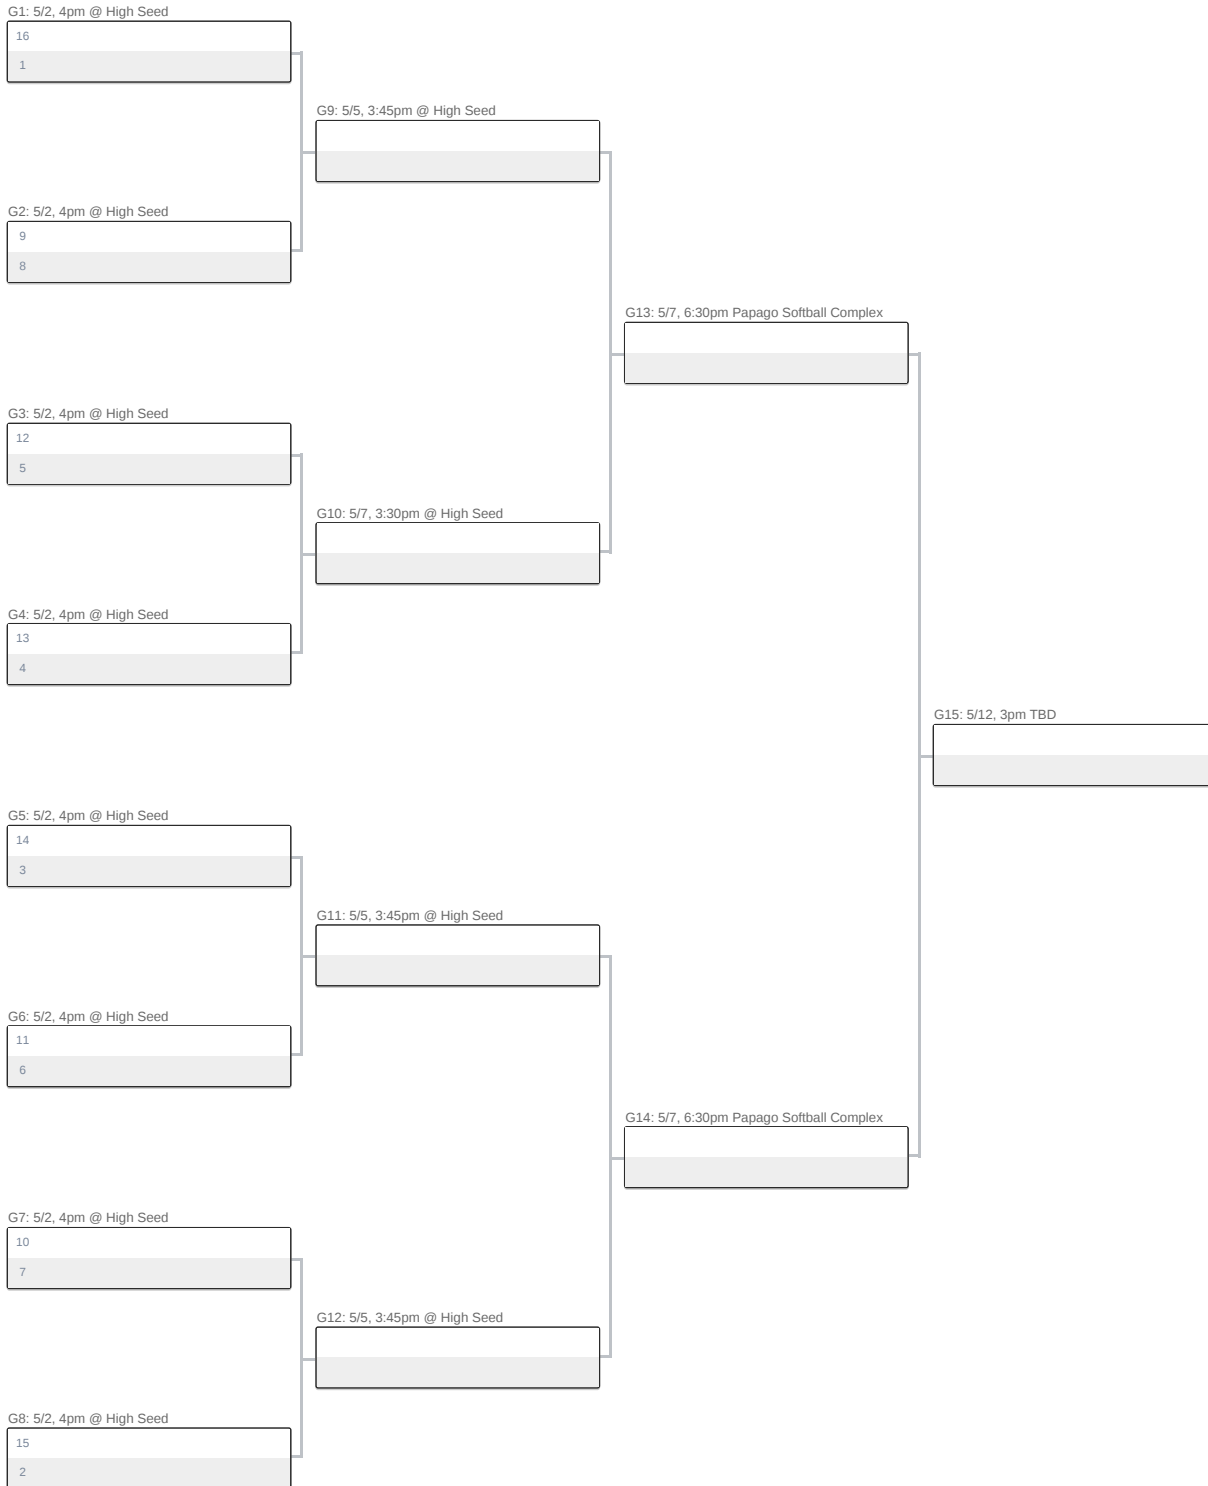 G1: 5/2, 4pm @ High Seed
16
1
G9: 5/5, 3:45pm @ High Seed
G2: 5/2, 4pm @ High Seed
9
8
G13: 5/7, 6:30pm Papago Softball Complex
G3: 5/2, 4pm @ High Seed
12
5
G10: 5/7, 3:30pm @ High Seed
G4: 5/2, 4pm @ High Seed
13
4
G15: 5/12, 3pm TBD
G5: 5/2, 4pm @ High Seed
14
3
G11: 5/5, 3:45pm @ High Seed
G6: 5/2, 4pm @ High Seed
11
6
G14: 5/7, 6:30pm Papago Softball Complex
G7: 5/2, 4pm @ High Seed
10
7
G12: 5/5, 3:45pm @ High Seed
G8: 5/2, 4pm @ High Seed
15
2